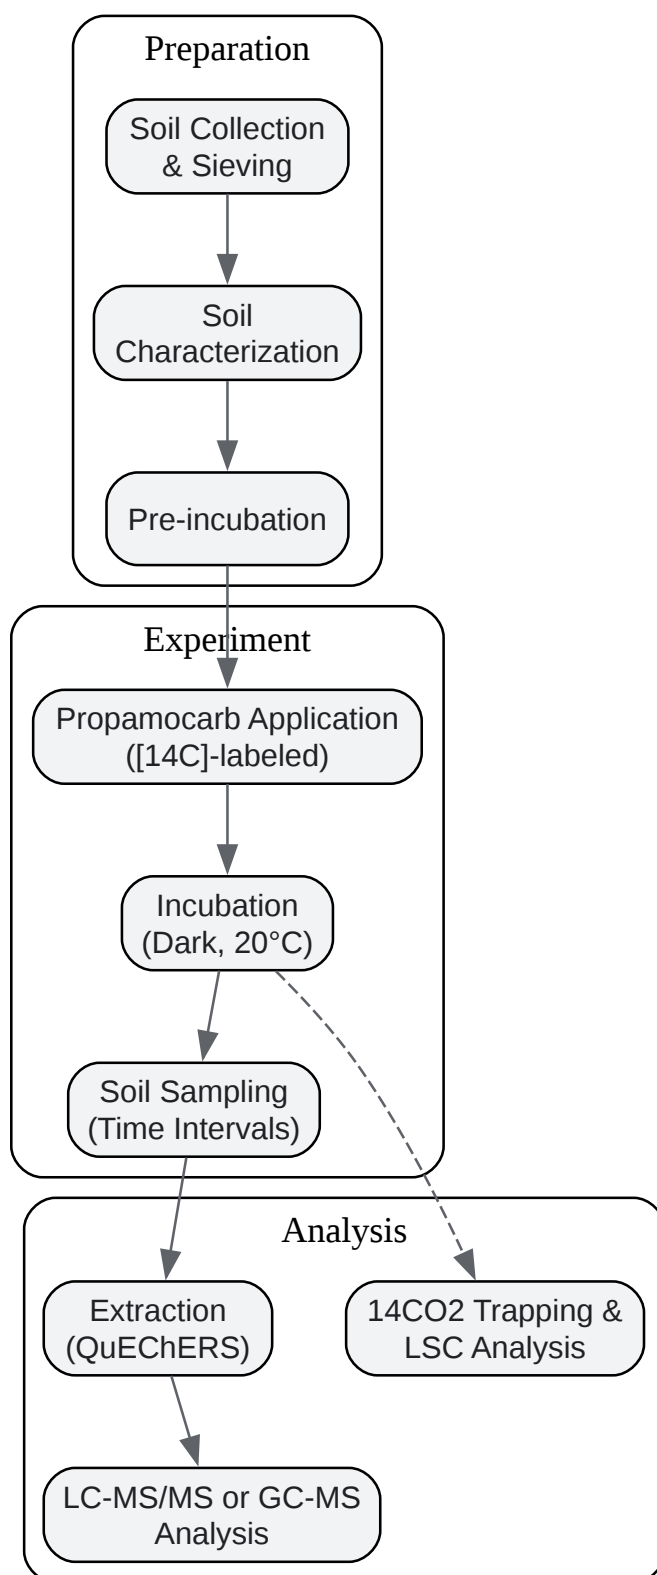 Preparation
Soil Collection
& Sieving
Soil
Characterization
Pre-incubation
Experiment
Propamocarb Application
([14C]-labeled)
Incubation
(Dark, 20°C)
Soil Sampling
(Time Intervals)
Analysis
Extraction
(QuEChERS)
14CO2 Trapping &
LSC Analysis
LC-MS/MS or GC-MS
Analysis